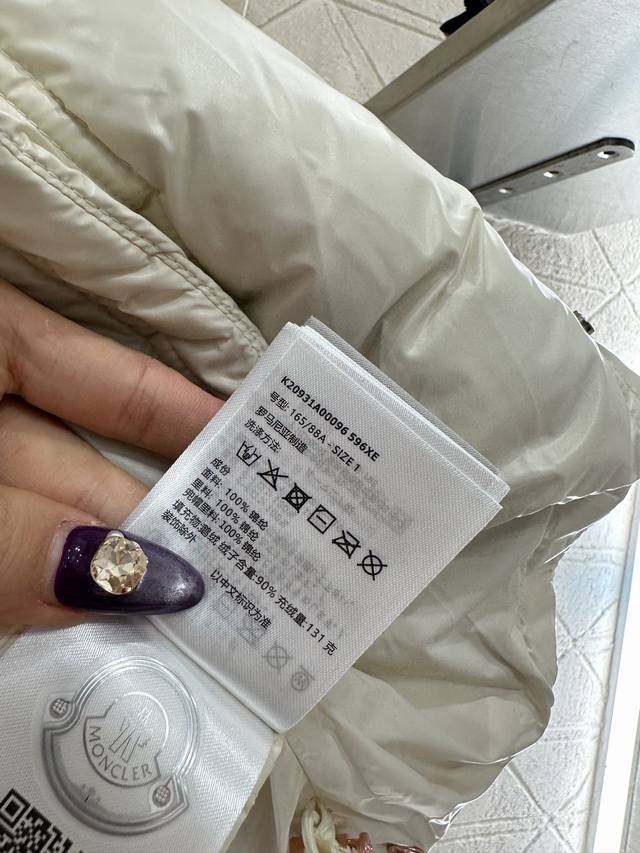 K20931A00096 596XE
号型: 165/88A - SIZE 1
罗马尼亚制造
洗涤方法:
成份
面料: 100% 锦纶
里料: 100% 锦纶
兜帽里料: 100% 锦纶
填充物:鹅绒 绒子含量:90% 充绒量:131 克
装饰除外
以中文标识为准
MONCLER